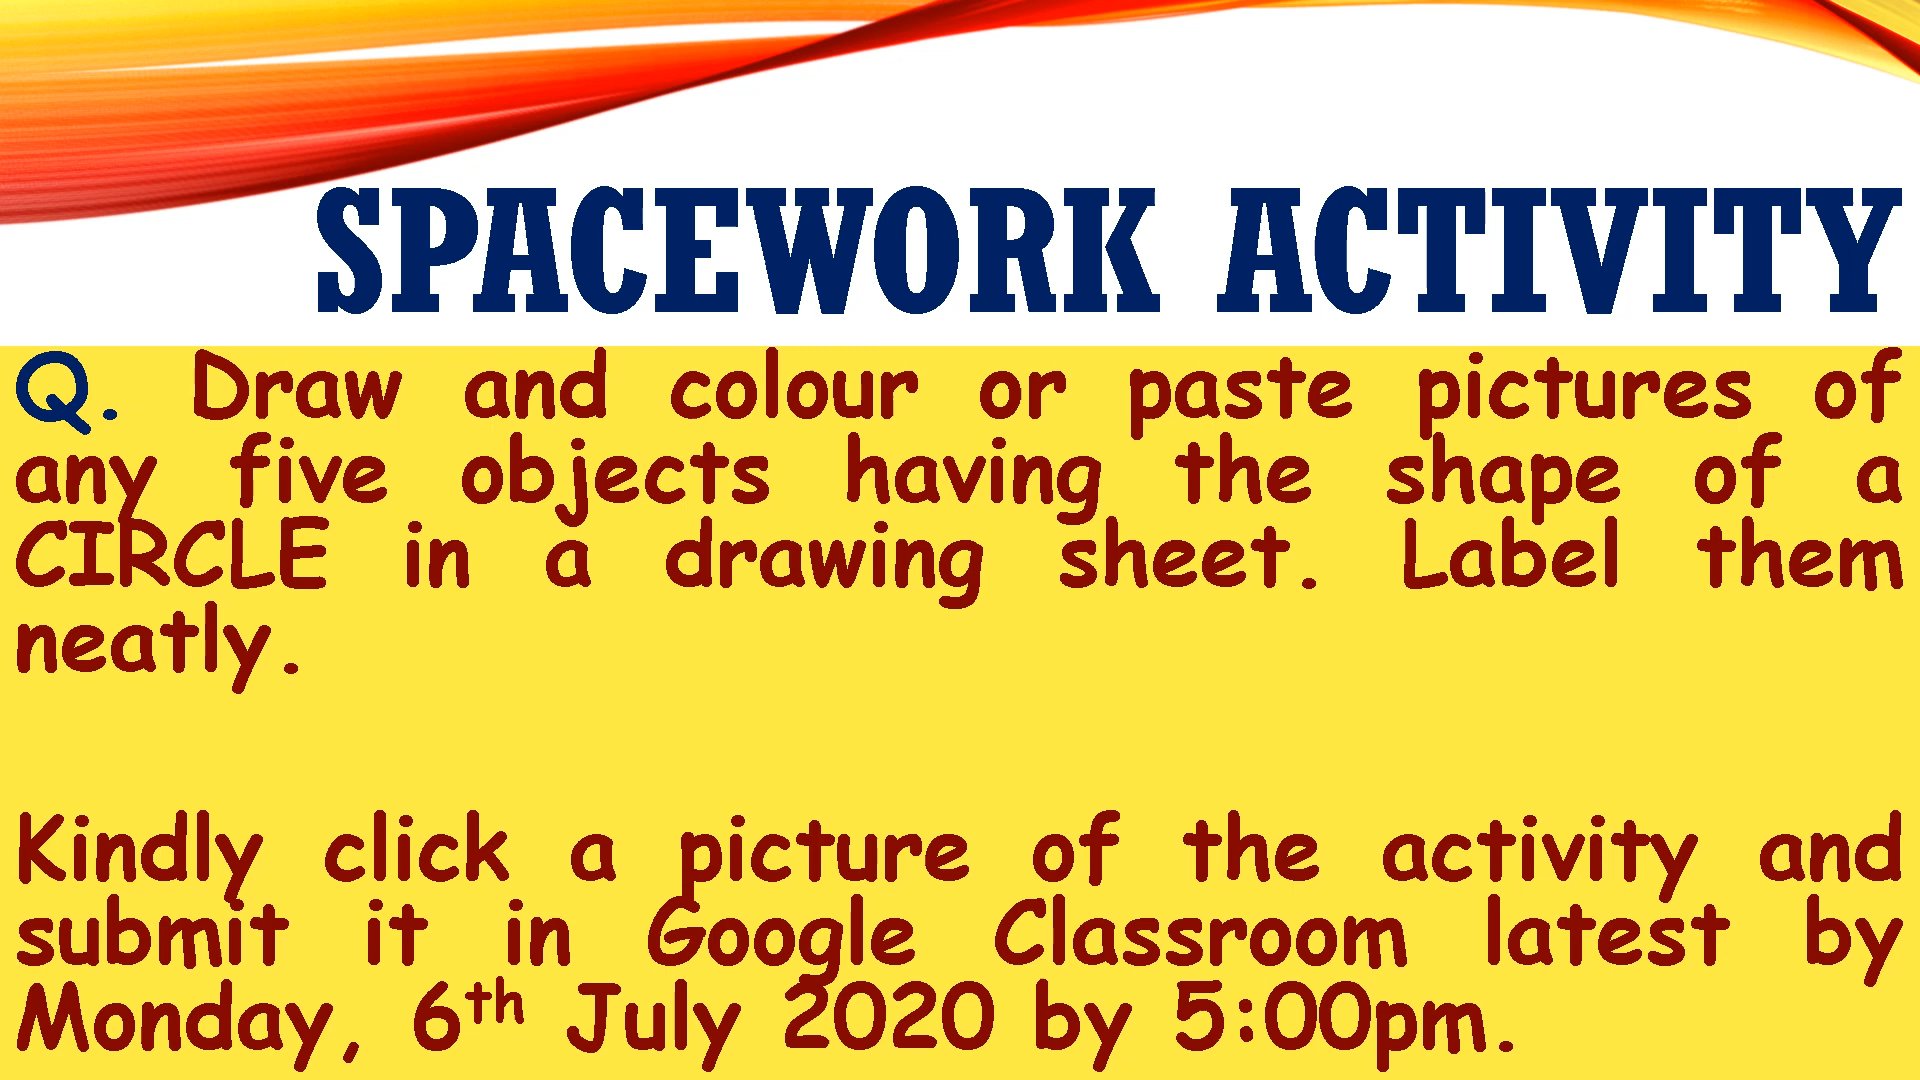 SPACEWORK ACTIVITY
Q. Draw and colour or paste pictures of
any five objects having the shape of a
CIRCLE in a drawing sheet. Label them
neatly.
Kindly click a picture of the activity and
submit it in Google Classroom latest by
Monday, 6th July 2020 by 5:00pm.